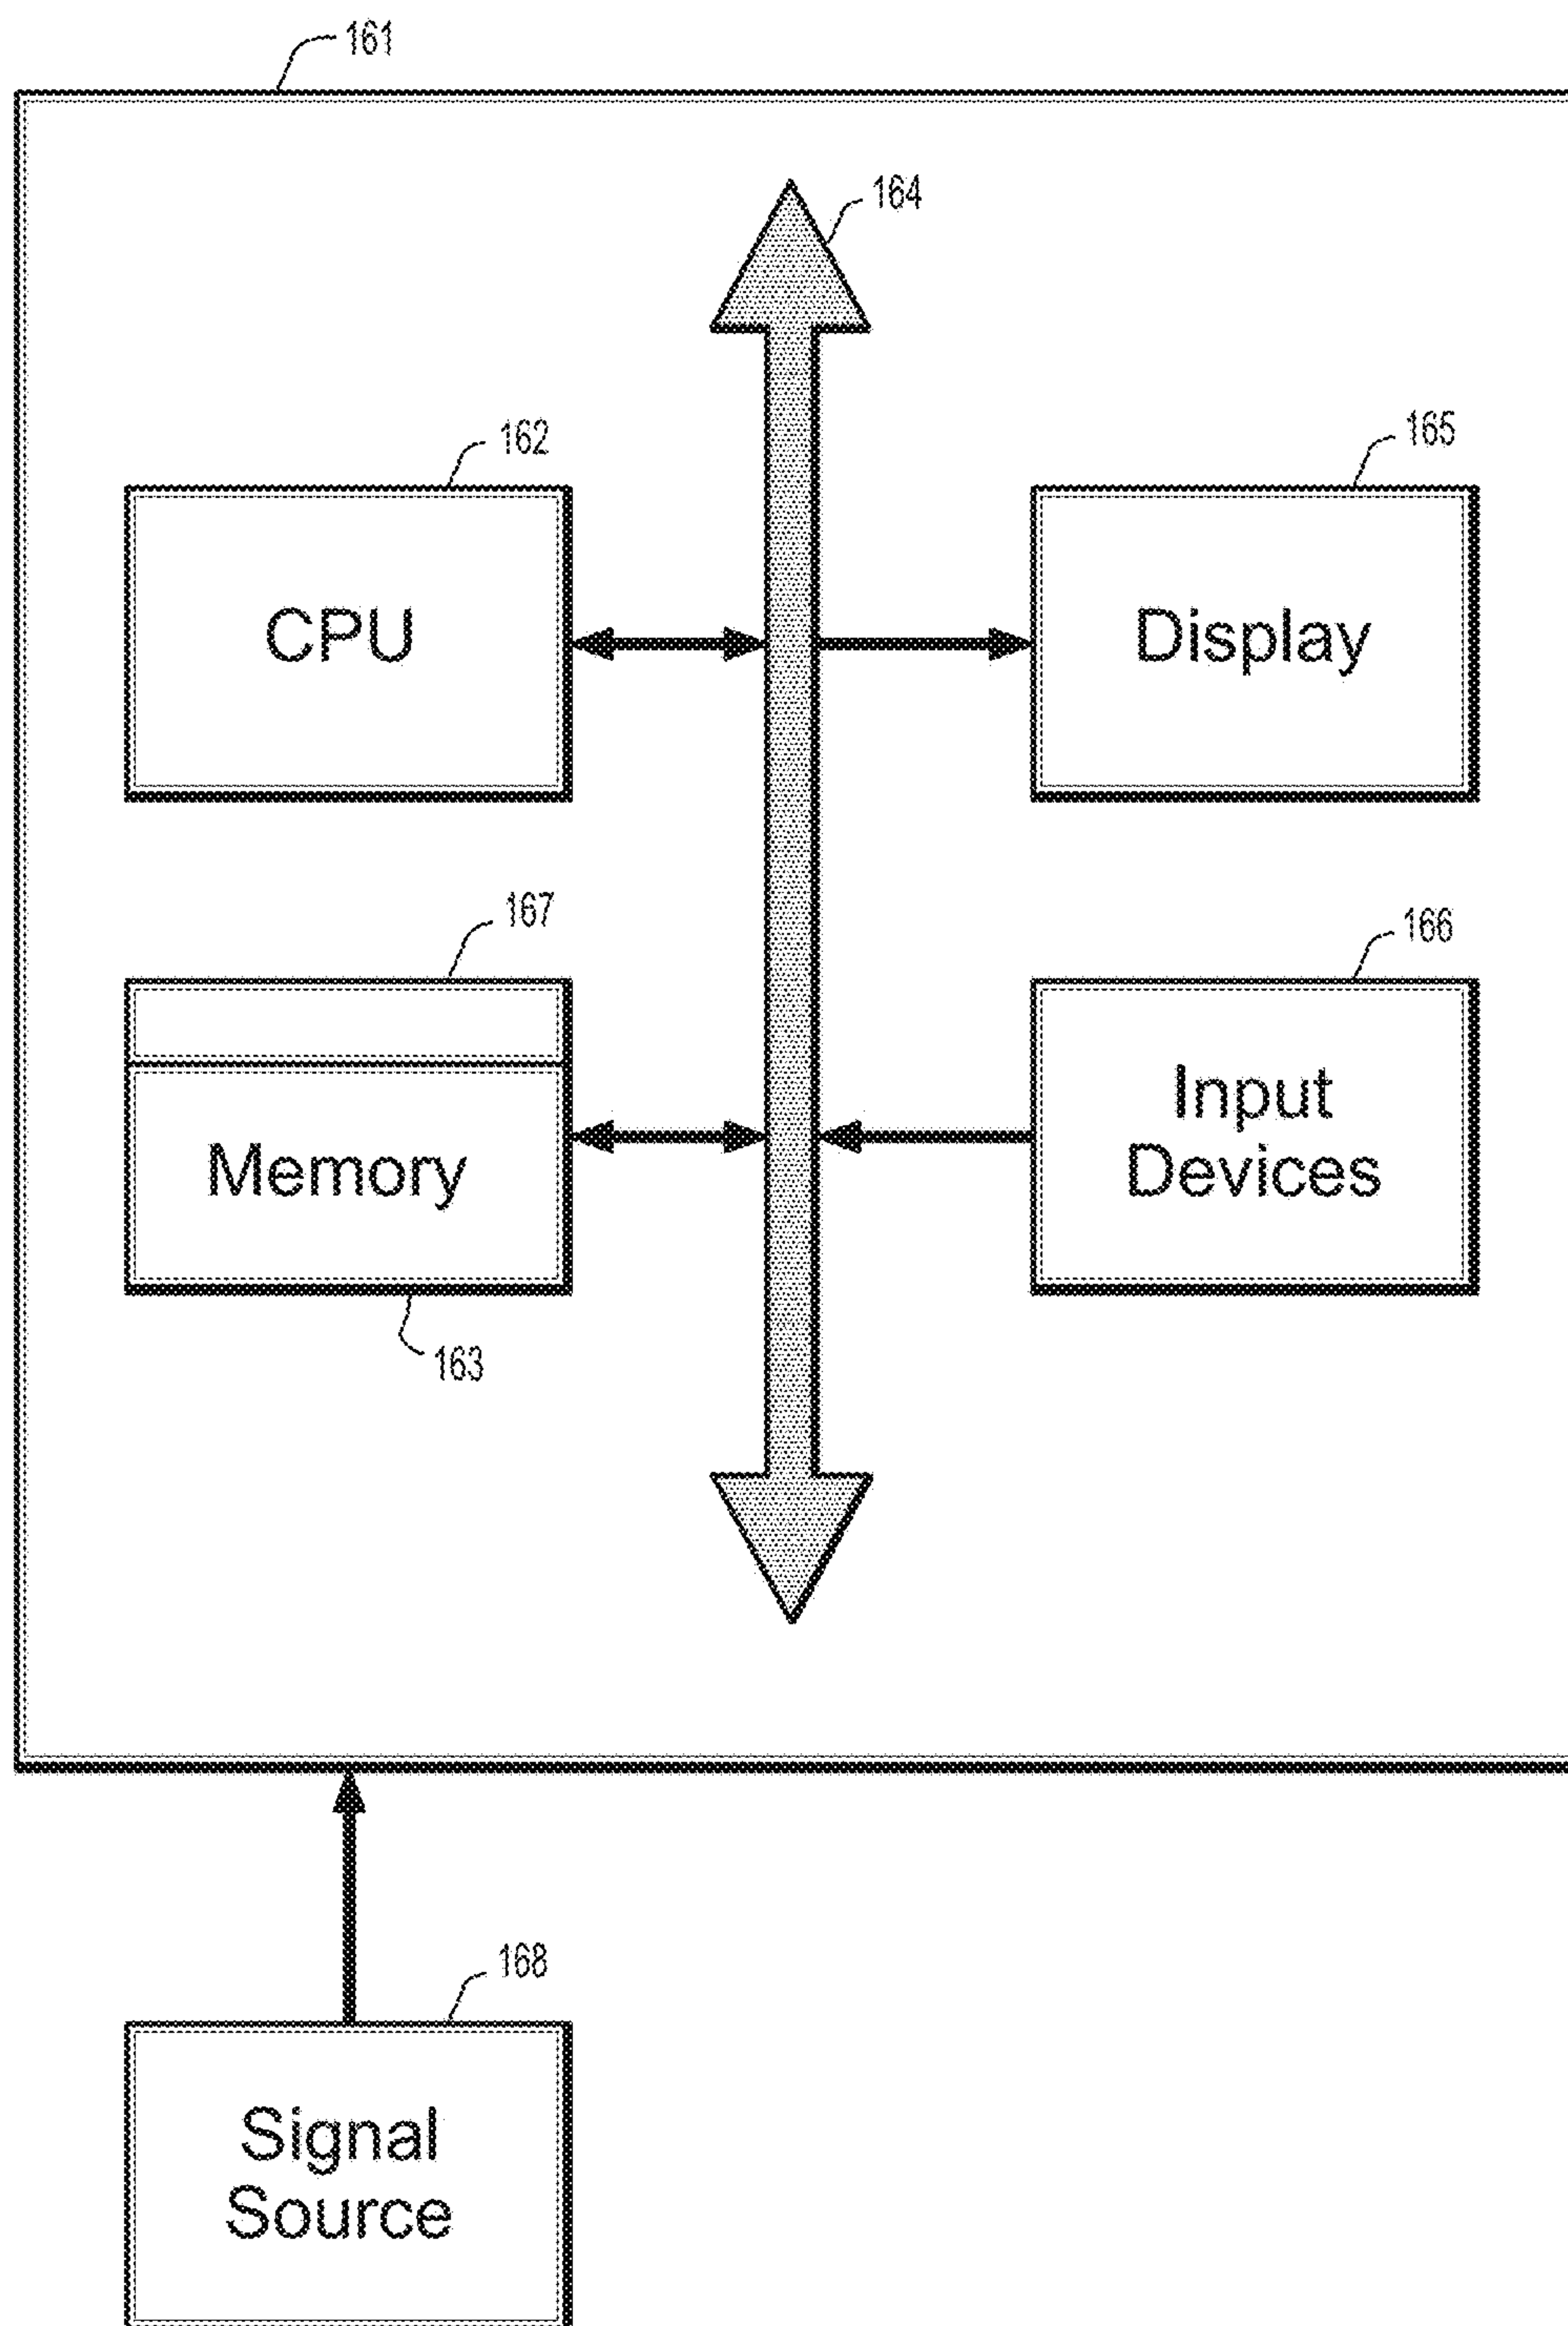 161
164
162
165
CPU
Display
167
166
Memory
Input
Devices
163
168
Signal
Source